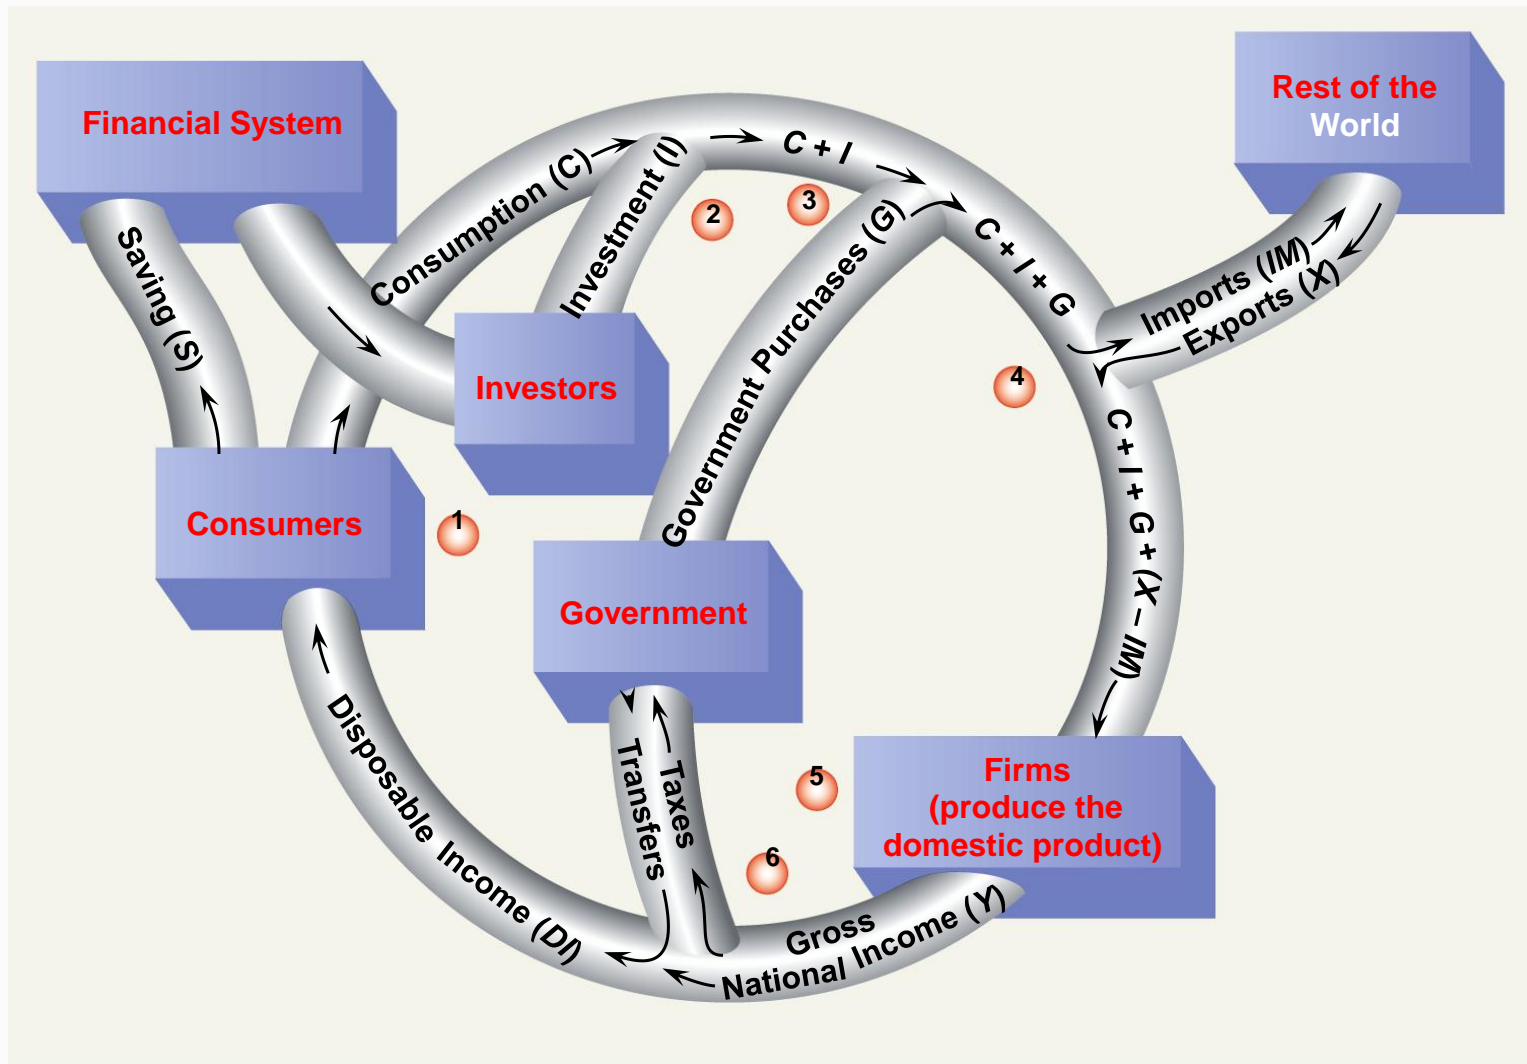 Financial System
Rest of the
World
Saving (S)
Consumption (C)
Investment (I)
C + I
Government Purchases (G)
C + I + G
Imports (IM)
Exports (X)
2
3
4
Investors
C + I + G + (X – IM)
Consumers
1
Government
Disposable Income (DI)
Transfers
Taxes
5
6
Firms
(produce the
domestic product)
Gross
National Income (Y)